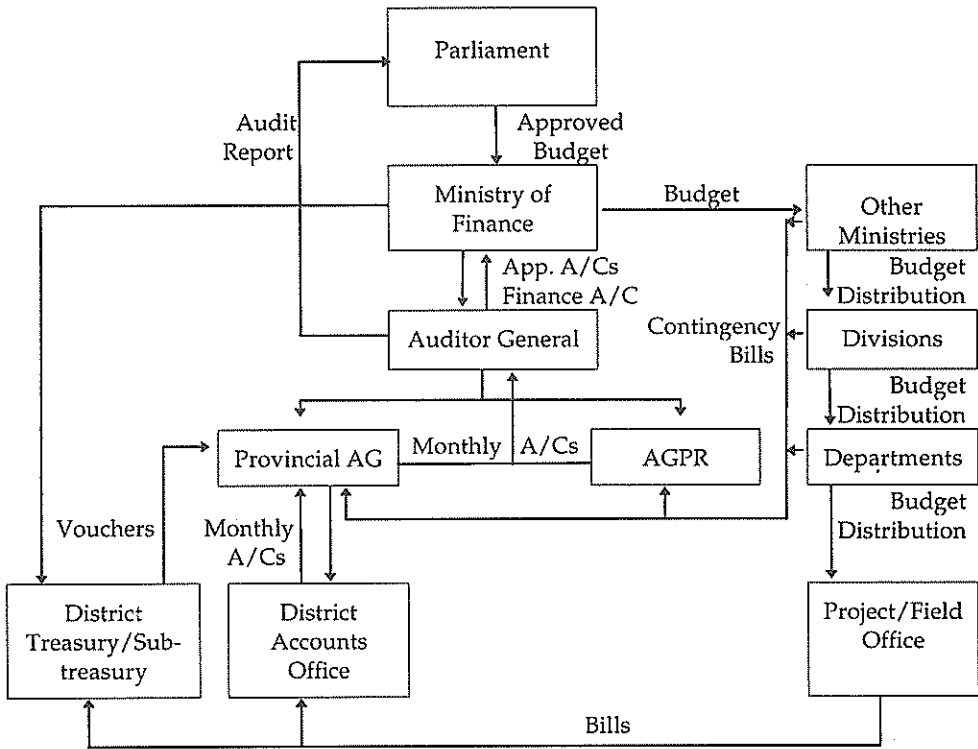 Parliament
Audit
Report
Approved
Budget
Ministry of
Finance
Budget
Other
Ministries
App. A/Cs
Finance A/C
Budget
Distribution
Auditor General
Contingency
Bills
Divisions
Budget
Distribution
Provincial AG
Monthly A/Cs
AGPR
Departments
Budget
Distribution
Vouchers
Monthly
A/Cs
District
Treasury/Sub-
treasury
District
Accounts
Office
Project/Field
Office
Bills